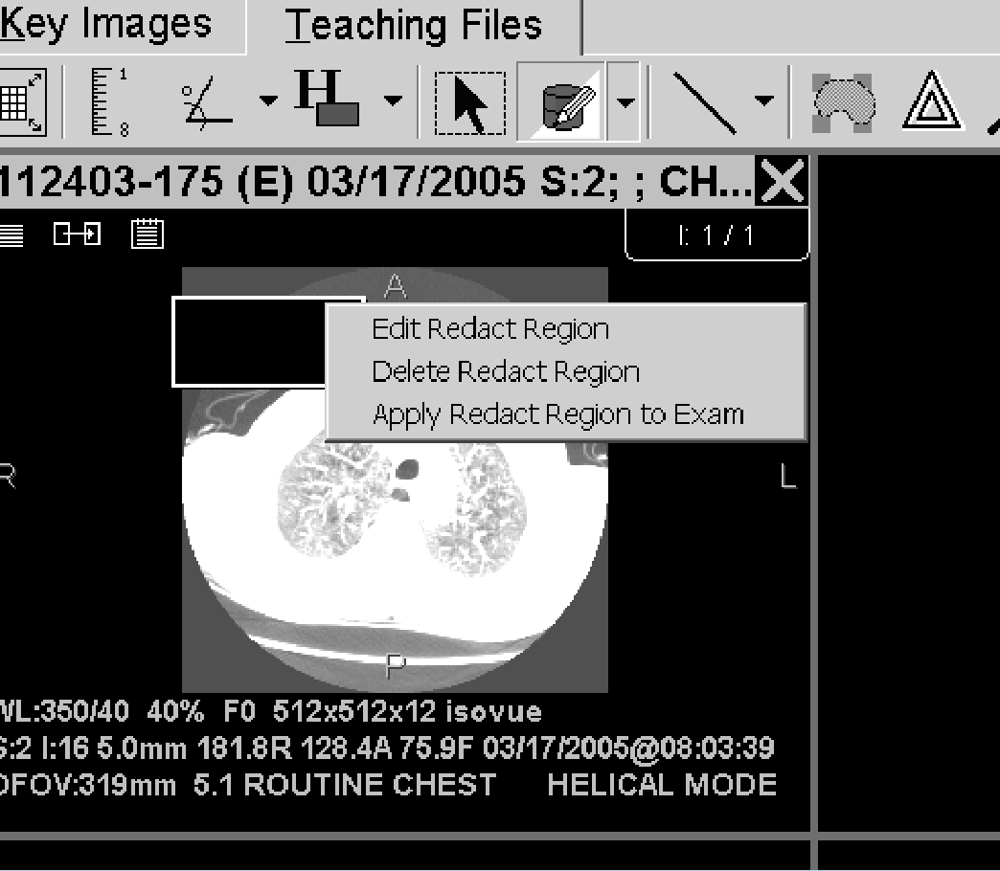 Key Images Teaching Files
1
8
H
112403-175 (E) 03/17/2005 S:2; ; CH...
I: 1 / 1
A
Edit Redact Region
Delete Redact Region
Apply Redact Region to Exam
R L
P
WL:350/40 40% F0 512x512x12 isovue
S:2 I:16 5.0mm 181.8R 128.4A 75.9F 03/17/2005@08:03:39
DFOV:319mm 5.1 ROUTINE CHEST HELICAL MODE